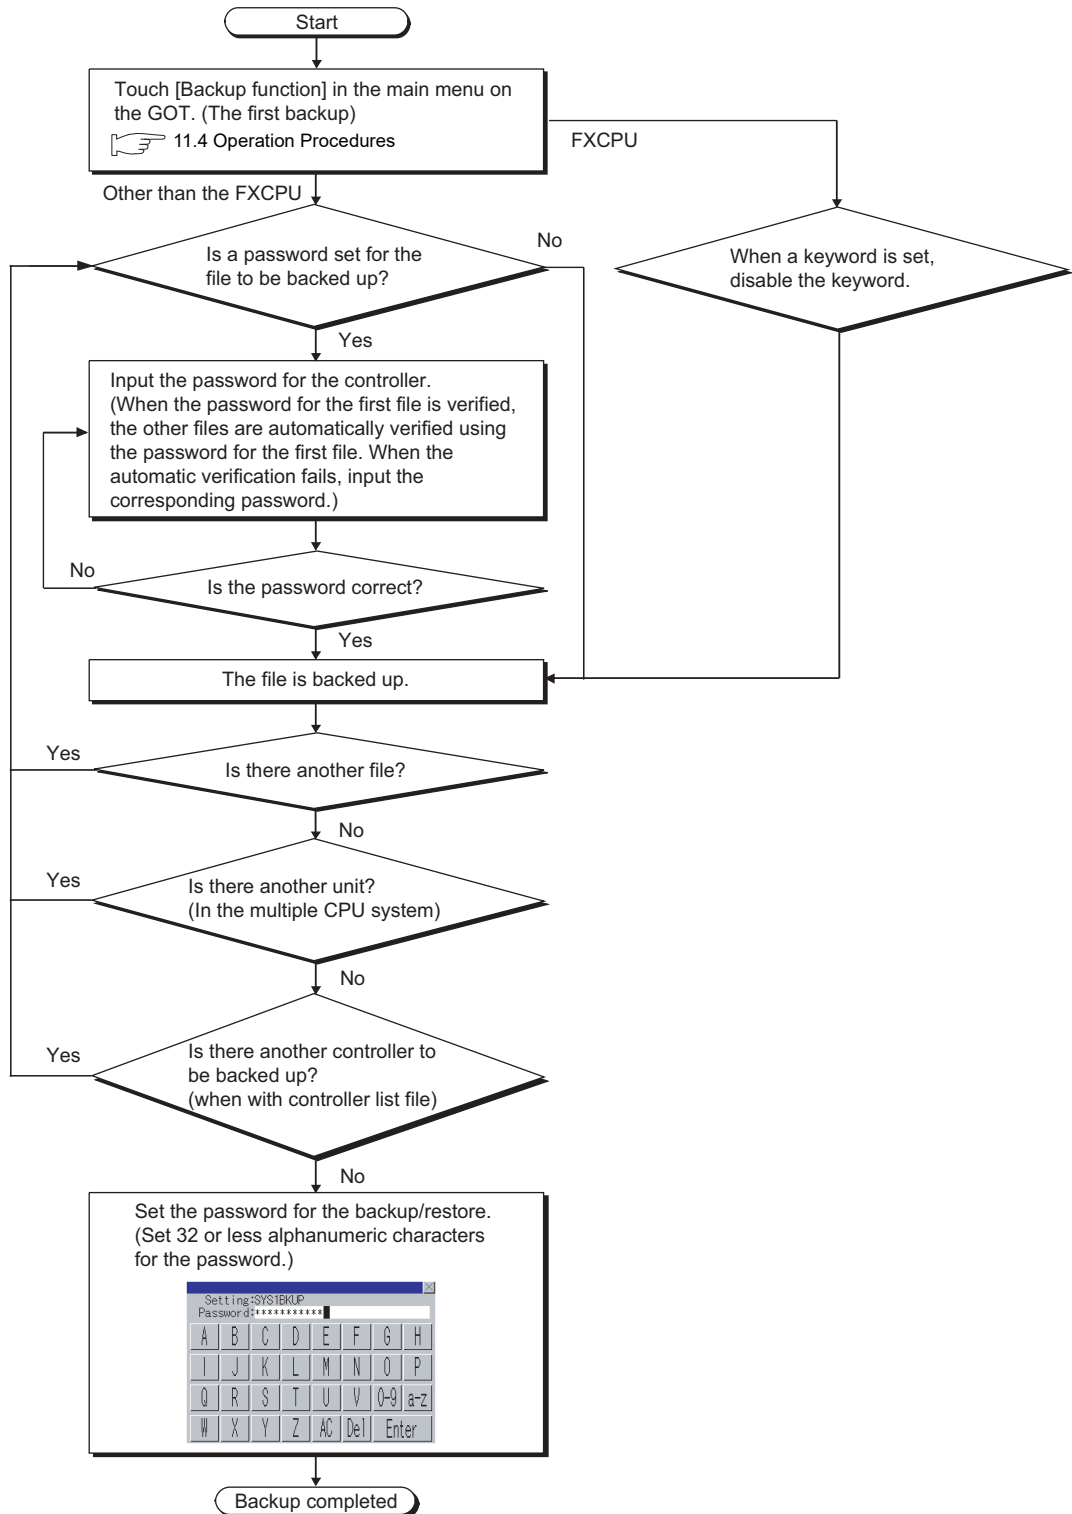 Start
Touch [Backup function] in the main menu on
the GOT. (The first backup)
11.4 Operation Procedures
FXCPU
Other than the FXCPU
Is a password set for the
file to be backed up?
No
When a keyword is set,
disable the keyword.
Yes
Input the password for the controller.
(When the password for the first file is verified,
the other files are automatically verified using
the password for the first file. When the
automatic verification fails, input the
corresponding password.)
No
Is the password correct?
Yes
The file is backed up.
Yes
Is there another file?
No
Yes
Is there another unit?
(In the multiple CPU system)
No
Yes
Is there another controller to
be backed up?
(when with controller list file)
No
Set the password for the backup/restore.
(Set 32 or less alphanumeric characters
for the password.)
Setting:SYS1BKUP
Password:***********
A B C D E F G H
I J K L M N O P
Q R S T U V 0-9 a-z
W X Y Z AC Del Enter
Backup completed